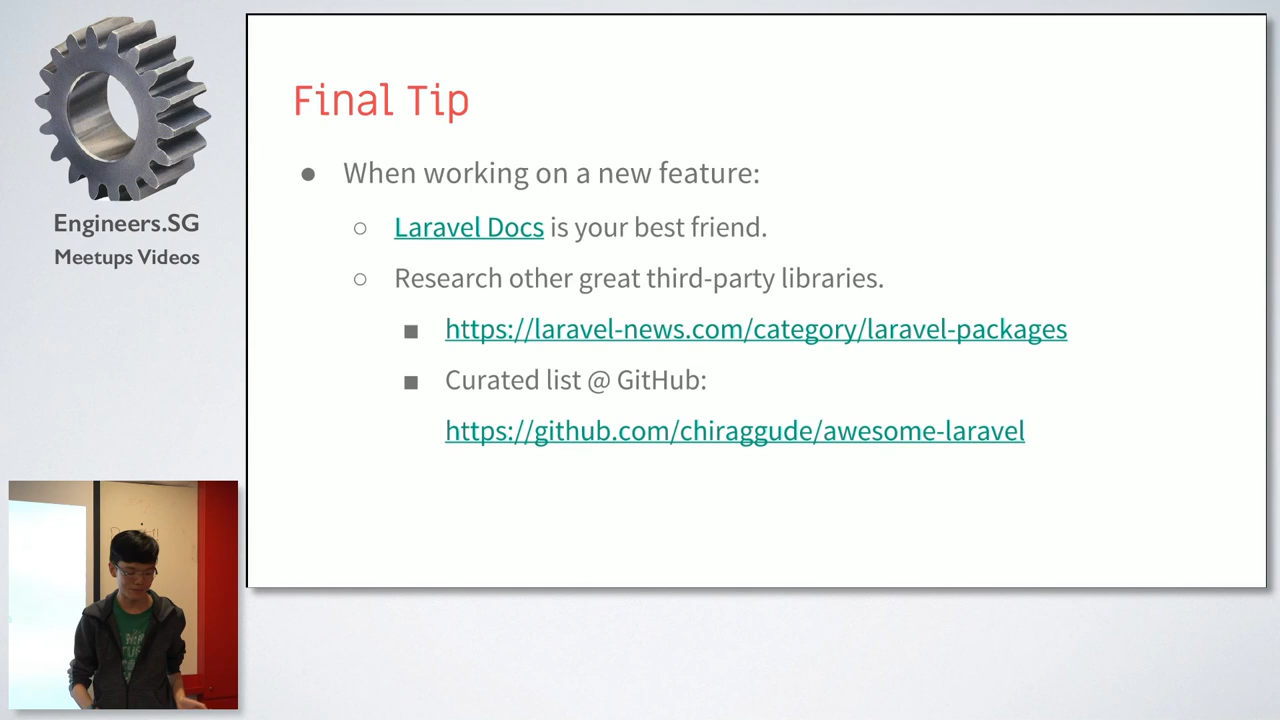 Engineers.SG
Meetups Videos
Final Tip
● When working on a new feature:
○ Laravel Docs is your best friend.
○ Research other great third-party libraries.
■ https://laravel-news.com/category/laravel-packages
■ Curated list @ GitHub:
https://github.com/chiraggude/awesome-laravel